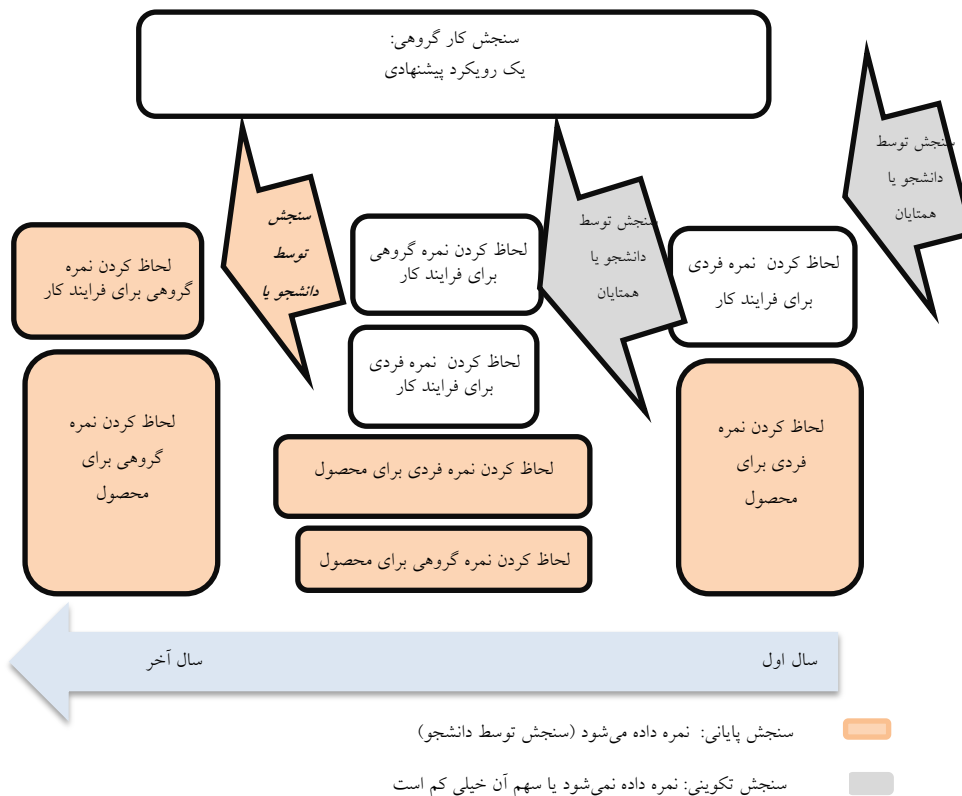 سنجش کار گروهی:
یک رویکرد پیشنهادی
سنجش توسط
دانشجو یا
همتایان
لحاظ کردن نمره فردی
برای فرایند کار
لحاظ کردن نمره
فردی برای
محصول
سنجش توسط
دانشجو یا
همتایان
لحاظ کردن نمره گروهی
برای فرایند کار
لحاظ کردن نمره فردی
برای فرایند کار
لحاظ کردن نمره فردی برای محصول
لحاظ کردن نمره گروهی برای محصول
سنجش
توسط
دانشجو یا
لحاظ کردن نمره
گروهی برای فرایند کار
لحاظ کردن نمره
گروهی برای
محصول
سال اول
سال آخر
سنجش پایانی: نمره داده می‌شود (سنجش توسط دانشجو)
سنجش تکوینی: نمره داده نمی‌شود یا سهم آن خیلی کم است